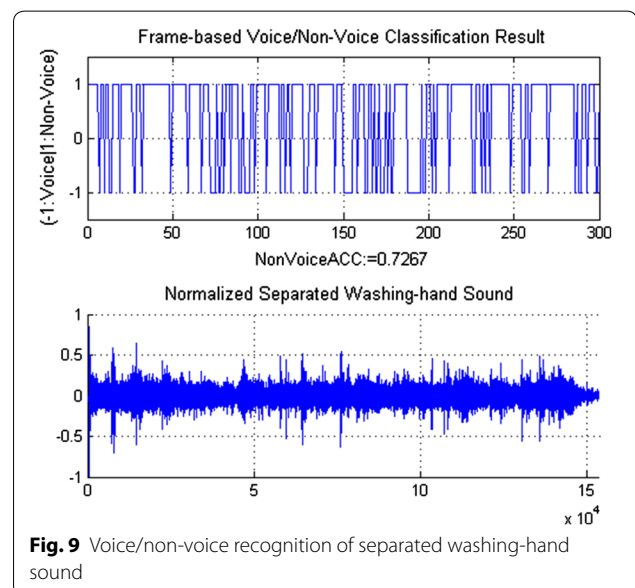 Frame-based Voice/Non-Voice Classification Result
(-1:Voice|1:Non-Voice)
1
0
-1
0 50 100 150 200 250 300
NonVoiceACC:=0.7267
Normalized Separated Washing-hand Sound
1
0.5
0
-0.5
-1
0 5 10 15
x 10^4
Fig. 9 Voice/non-voice recognition of separated washing-hand
sound